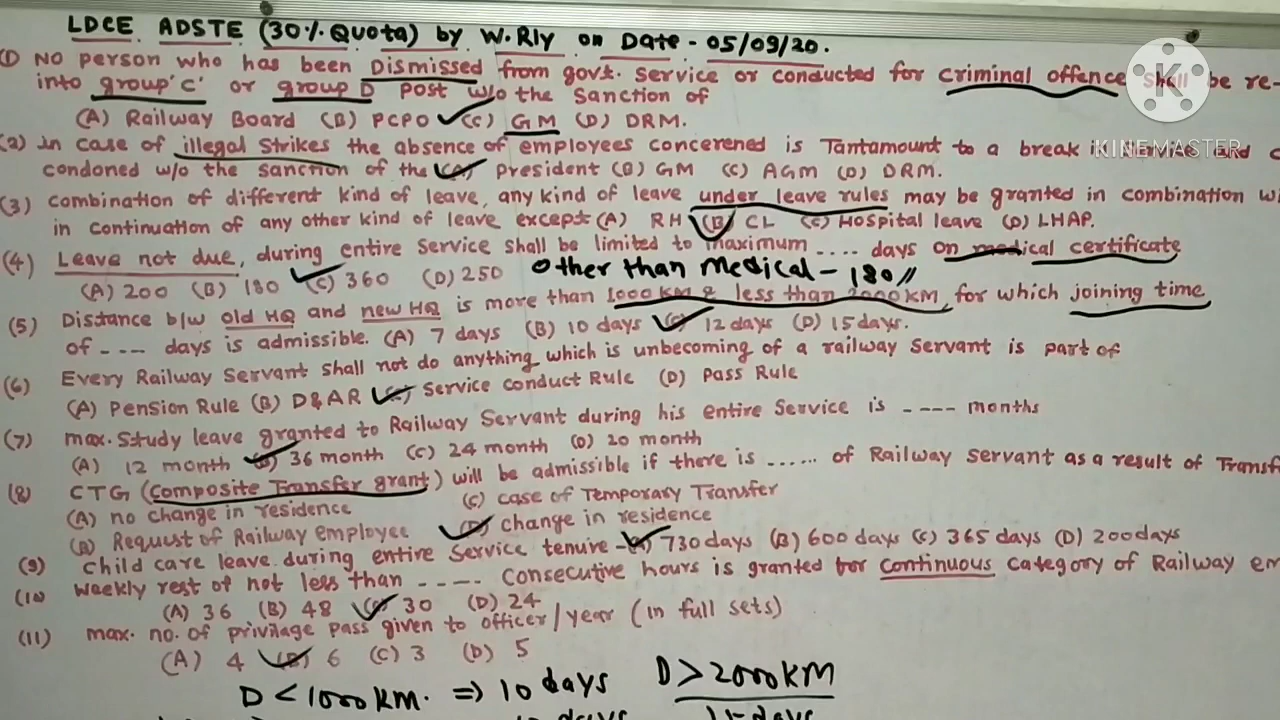 LDCE ADSTE (30% Quota) by W.Rly on Date - 05/09/20.
(1) No person who has been Dismissed from govt. service or conducted for criminal offence shall be re-
into group 'C' or group D post w/o the Sanction of
(A) Railway Board (B) PCPO (C) GM (D) DRM.
(2) In case of illegal strikes the absence of employees concerened is Tantamount to a break
condoned w/o the Sanction of the (A) President (B) GM (C) AGM (D) DRM.
(3) combination of different kind of leave, any kind of leave under leave rules may be granted in combination
in continuation of any other kind of leave except (A) RH (B) CL (C) Hospital leave (D) LHAP.
(4) Leave not due, during entire Service shall be limited to maximum .... days on medical certificate
(A) 200 (B) 180 (C) 360 (D) 250 Other than medical - 180//
(5) Distance b/w old HQ and new HQ is more than 1000 KM & less than 2000 KM, for which joining time
of ---- days is admissible. (A) 7 days (B) 10 days (C) 12 days (D) 15 days.
(6) Every Railway Servant shall not do anything which is unbecoming of a railway Servant is part of
(A) Pension Rule (B) D&AR (C) Service conduct Rule (D) Pass Rule
(7) max. Study leave granted to Railway Servant during his entire Service is ---- months
(A) 12 month (B) 36 month (C) 24 month (D) 20 month
(8) CTG (Composite Transfer grant) will be admissible if there is ...... of Railway servant as a result of Transf
(A) no change in residence (C) case of Temporary Transfer
(B) Request of Railway employee (D) change in residence
(9) child care leave during entire Service tenure - (A) 730 days (B) 600 days (C) 365 days (D) 200 days
(10) weekly rest of not less than ..... consecutive hours is granted for continuous category of Railway em
(A) 36 (B) 48 (C) 30 (D) 24
(11) max. no. of privilage pass given to officer/year (in full sets)
(A) 4 (B) 6 (C) 3 (D) 5
D < 1000 KM. => 10 days D > 2000 KM
days 15 days
KINEMASTER